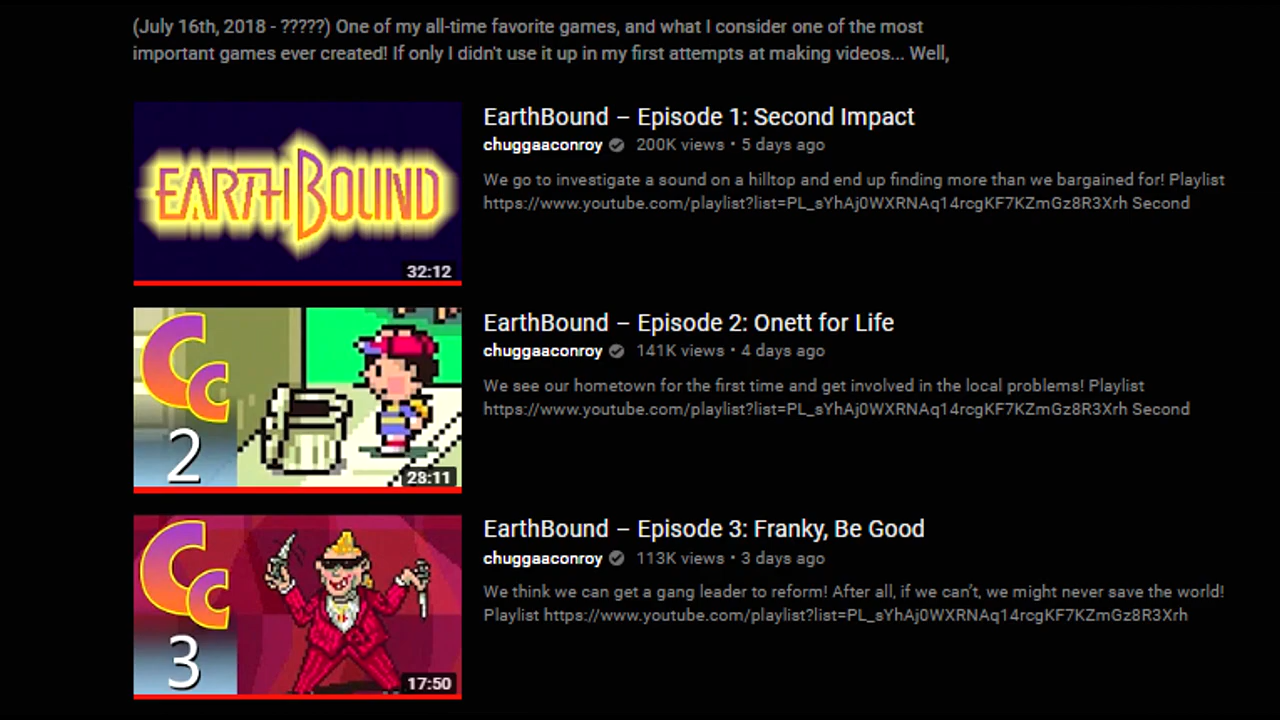 (July 16th, 2018 - ?????) One of my all-time favorite games, and what I consider one of the most
important games ever created! If only I didn't use it up in my first attempts at making videos... Well,
EARTHBOUND
32:12
EarthBound – Episode 1: Second Impact
chuggaaconroy 200K views • 5 days ago
We go to investigate a sound on a hilltop and end up finding more than we bargained for! Playlist
https://www.youtube.com/playlist?list=PL_sYhAj0WXRNAq14rcgKF7KZmGz8R3Xrh Second
Cc
2
28:11
EarthBound – Episode 2: Onett for Life
chuggaaconroy 141K views • 4 days ago
We see our hometown for the first time and get involved in the local problems! Playlist
https://www.youtube.com/playlist?list=PL_sYhAj0WXRNAq14rcgKF7KZmGz8R3Xrh Second
Cc
3
17:50
EarthBound – Episode 3: Franky, Be Good
chuggaaconroy 113K views • 3 days ago
We think we can get a gang leader to reform! After all, if we can't, we might never save the world!
Playlist https://www.youtube.com/playlist?list=PL_sYhAj0WXRNAq14rcgKF7KZmGz8R3Xrh